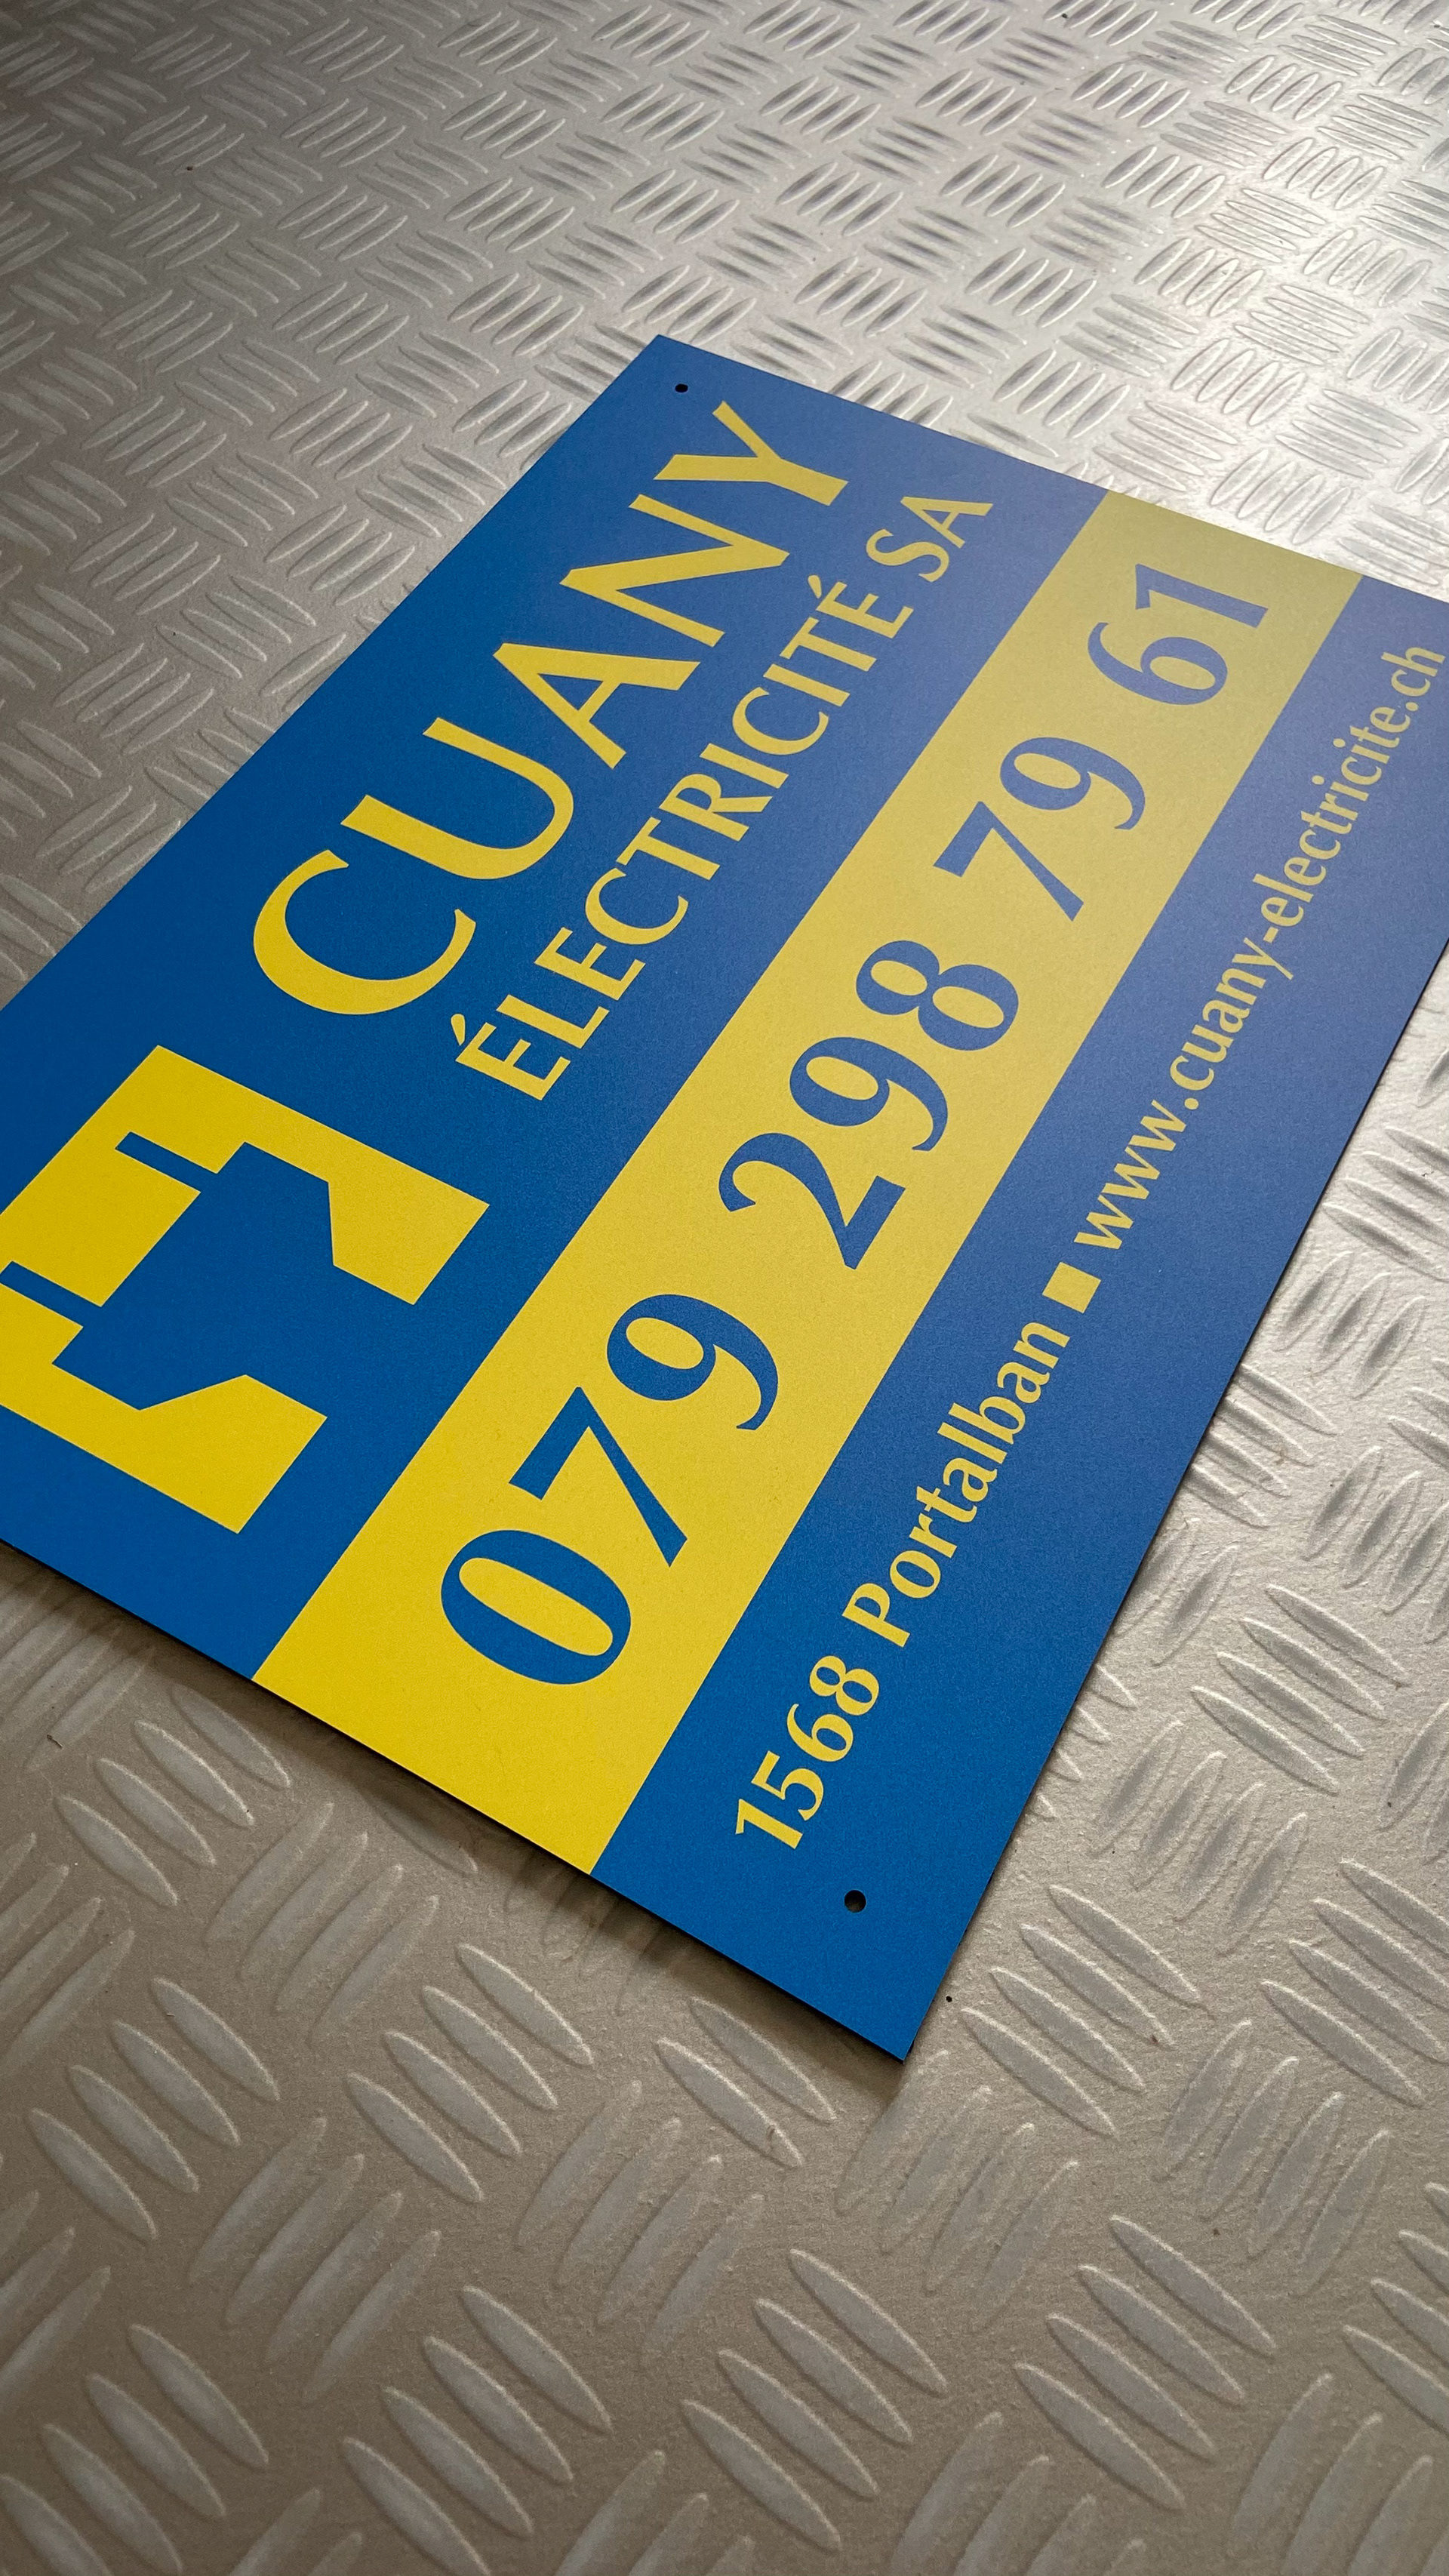 CUANY
ÉLECTRICITÉ SA
079 298 79 61
1568 Portalban ■ www.cuany-electricite.ch